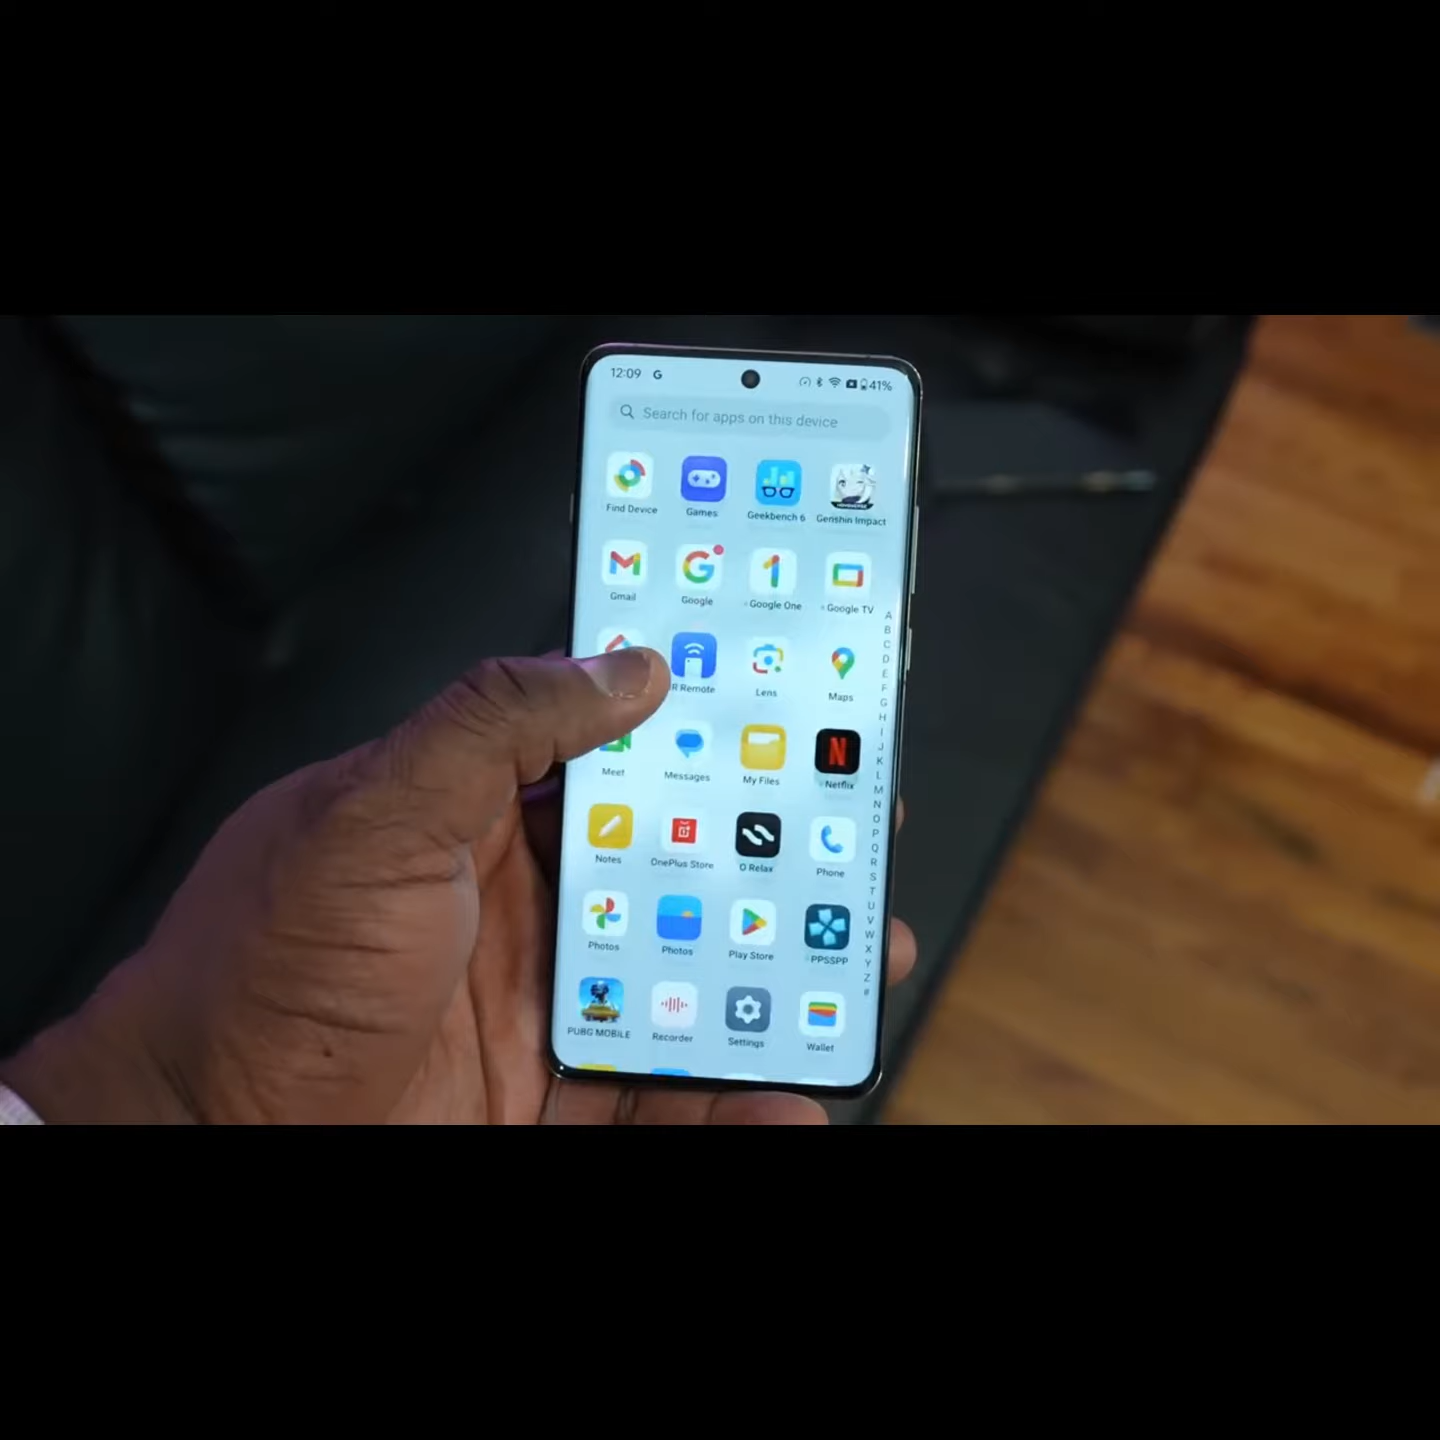 12:09 G 41%
Search for apps on this device
Find Device Games Geekbench 6 Genshin Impact
Gmail Google Google One Google TV
R Remote Lens Maps
Meet Messages My Files Netflix
Notes OnePlus Store O Relax Phone
Photos Photos Play Store PPSSPP
PUBG MOBILE Recorder Settings Wallet
A
B
C
D
E
F
G
H
I
J
K
L
M
N
O
P
Q
R
S
T
U
V
W
X
Y
Z
#